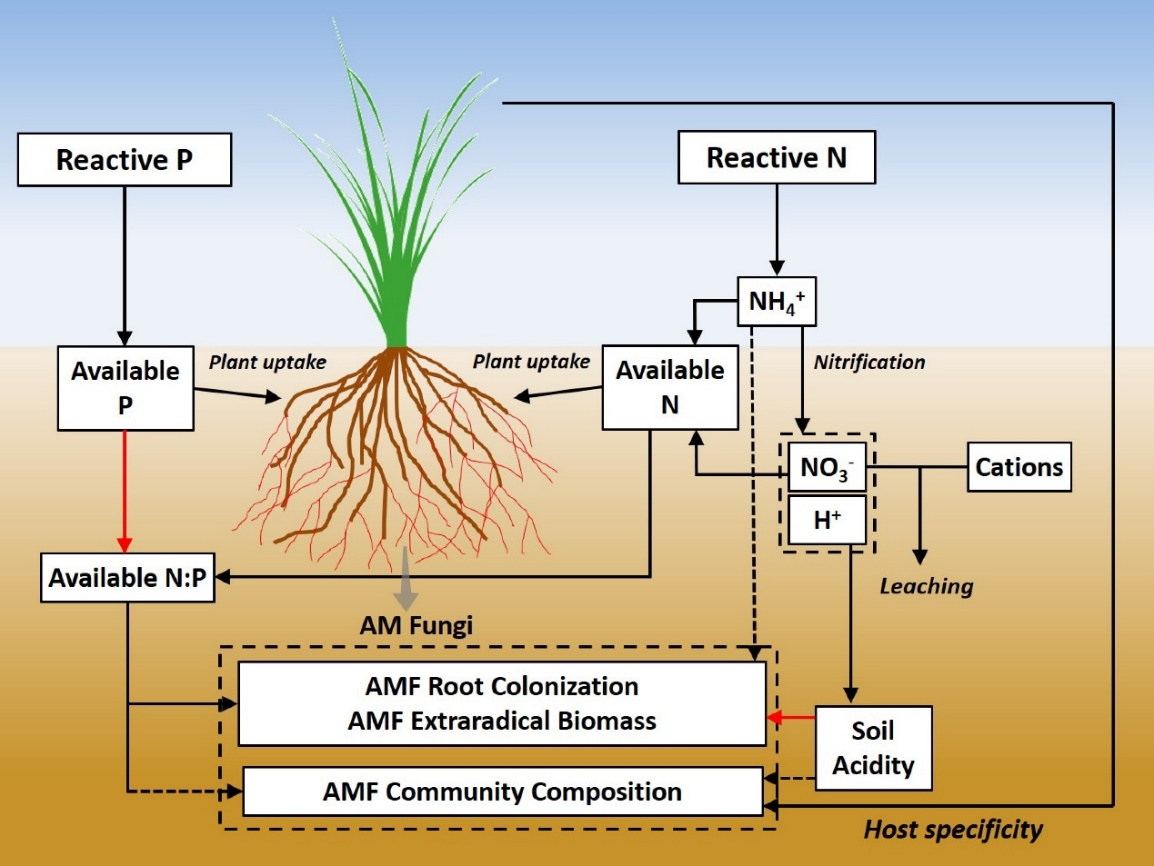 Reactive P
Reactive N
NH₄⁺
Available
P
Plant uptake
Plant uptake
Available
N
Nitrification
NO₃⁻
Cations
H⁺
Available N:P
Leaching
AM Fungi
AMF Root Colonization
AMF Extraradical Biomass
Soil
Acidity
AMF Community Composition
Host specificity